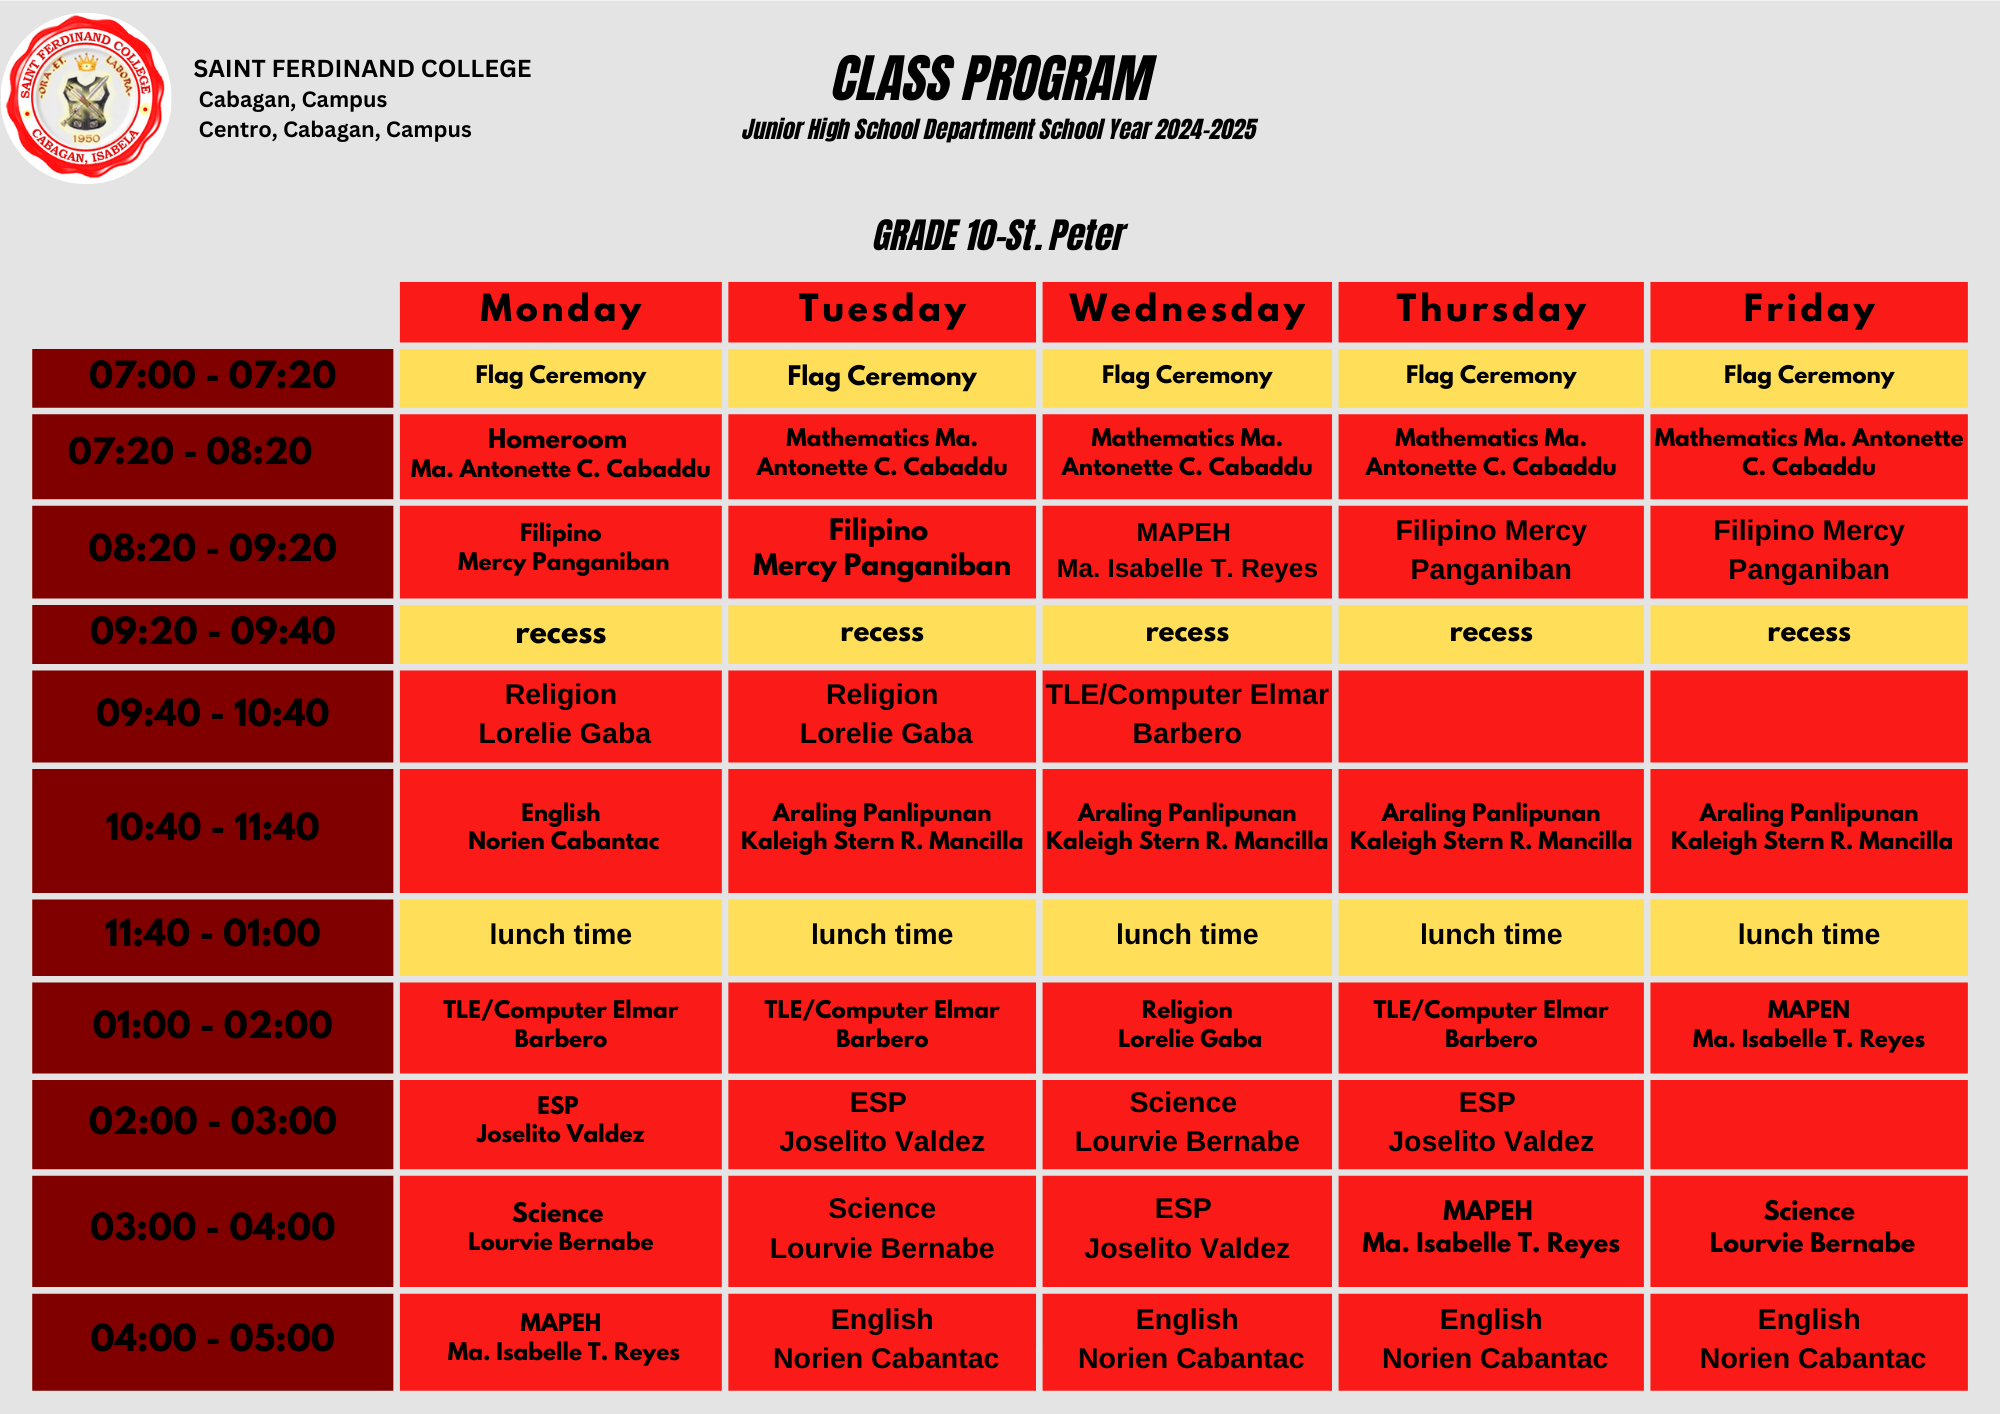 SAINT FERDINAND COLLEGE
CABAGAN, ISABELA
ORA ET LABORA
1950
SAINT FERDINAND COLLEGE
Cabagan, Campus
Centro, Cabagan, Campus
CLASS PROGRAM
Junior High School Department School Year 2024-2025
GRADE 10-St. Peter
Monday
Tuesday
Wednesday
Thursday
Friday
07:00 - 07:20
Flag Ceremony
Flag Ceremony
Flag Ceremony
Flag Ceremony
Flag Ceremony
07:20 - 08:20
Homeroom
Ma. Antonette C. Cabaddu
Mathematics Ma.
Antonette C. Cabaddu
Mathematics Ma.
Antonette C. Cabaddu
Mathematics Ma.
Antonette C. Cabaddu
Mathematics Ma. Antonette
C. Cabaddu
08:20 - 09:20
Filipino
Mercy Panganiban
Filipino
Mercy Panganiban
MAPEH
Ma. Isabelle T. Reyes
Filipino Mercy
Panganiban
Filipino Mercy
Panganiban
09:20 - 09:40
recess
recess
recess
recess
recess
09:40 - 10:40
Religion
Lorelie Gaba
Religion
Lorelie Gaba
TLE/Computer Elmar
Barbero
10:40 - 11:40
English
Norien Cabantac
Araling Panlipunan
Kaleigh Stern R. Mancilla
Araling Panlipunan
Kaleigh Stern R. Mancilla
Araling Panlipunan
Kaleigh Stern R. Mancilla
Araling Panlipunan
Kaleigh Stern R. Mancilla
11:40 - 01:00
lunch time
lunch time
lunch time
lunch time
lunch time
01:00 - 02:00
TLE/Computer Elmar
Barbero
TLE/Computer Elmar
Barbero
Religion
Lorelie Gaba
TLE/Computer Elmar
Barbero
MAPEN
Ma. Isabelle T. Reyes
02:00 - 03:00
ESP
Joselito Valdez
ESP
Joselito Valdez
Science
Lourvie Bernabe
ESP
Joselito Valdez
03:00 - 04:00
Science
Lourvie Bernabe
Science
Lourvie Bernabe
ESP
Joselito Valdez
MAPEH
Ma. Isabelle T. Reyes
Science
Lourvie Bernabe
04:00 - 05:00
MAPEH
Ma. Isabelle T. Reyes
English
Norien Cabantac
English
Norien Cabantac
English
Norien Cabantac
English
Norien Cabantac